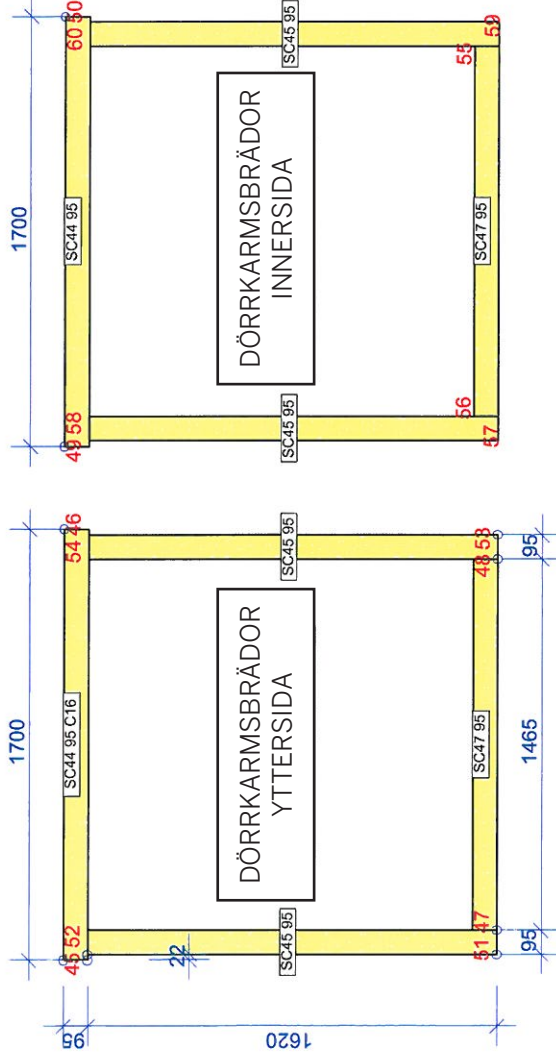 1700
1700
45 52
SC44 95 C16
54 46
49 58
SC44 95
60 50
95
22
SC45 95
DÖRRKARMSBRÄDOR
YTTERSIDA
SC45 95
SC45 95
DÖRRKARMSBRÄDOR
INNERSIDA
SC45 95
1620
51 47
SC47 95
48 53
57
56
SC47 95
55
59
95
1465
95